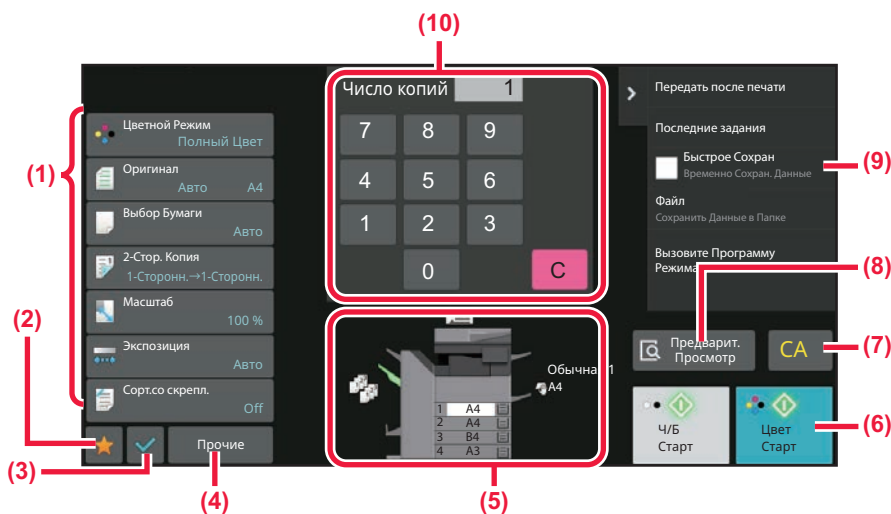 (10)
Число копий 1
7 8 9
4 5 6
1 2 3
0 C
(1)
Цветной Режим
Полный Цвет
Оригинал
Авто A4
Выбор Бумаги
Авто
2-Стор. Копия
1-Сторонн.→1-Сторонн.
Масштаб
100 %
Экспозиция
Авто
Сорт.со скрепл.
Off
(2)
(3)
Прочие
(4)
Обычная 1
A4
1 A4
2 A4
3 B4
4 A3
(5)
Передать после печати
Последние задания
Быстрое Сохран
Временно Сохран. Данные
(9)
Файл
Сохранить Данные в Папке
Вызовите Программу
Режима
(8)
Предварит.
Просмотр
CA
(7)
Ч/Б
Старт
Цвет
Старт
(6)